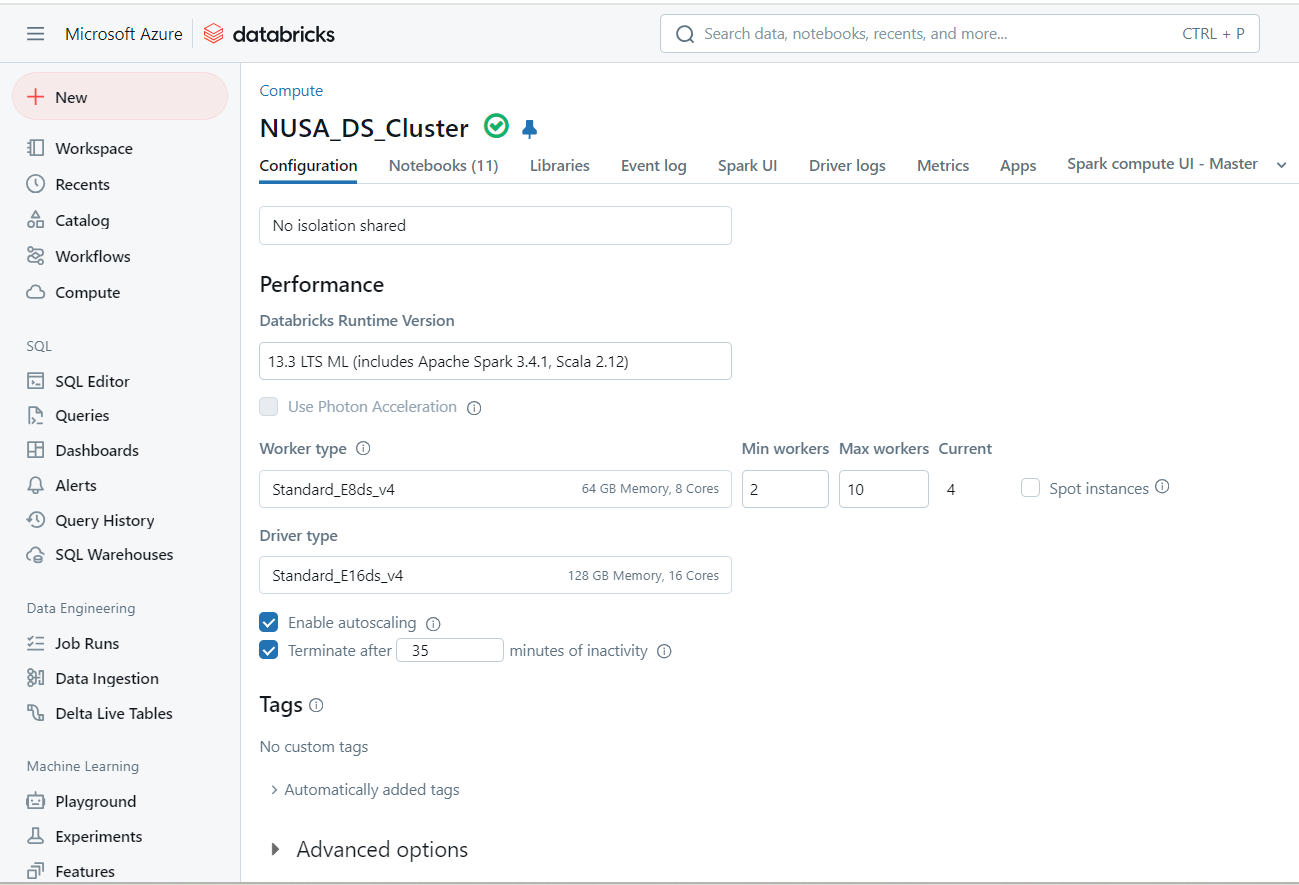 Microsoft Azure databricks
Search data, notebooks, recents, and more... CTRL + P
New
Workspace
Recents
Catalog
Workflows
Compute
SQL
SQL Editor
Queries
Dashboards
Alerts
Query History
SQL Warehouses
Data Engineering
Job Runs
Data Ingestion
Delta Live Tables
Machine Learning
Playground
Experiments
Features
Compute
NUSA_DS_Cluster
Configuration Notebooks (11) Libraries Event log Spark UI Driver logs Metrics Apps Spark compute UI - Master
No isolation shared
Performance
Databricks Runtime Version
13.3 LTS ML (includes Apache Spark 3.4.1, Scala 2.12)
Use Photon Acceleration
Worker type Min workers Max workers Current
Standard_E8ds_v4 64 GB Memory, 8 Cores 2 10 4 Spot instances
Driver type
Standard_E16ds_v4 128 GB Memory, 16 Cores
Enable autoscaling
Terminate after 35 minutes of inactivity
Tags
No custom tags
Automatically added tags
Advanced options